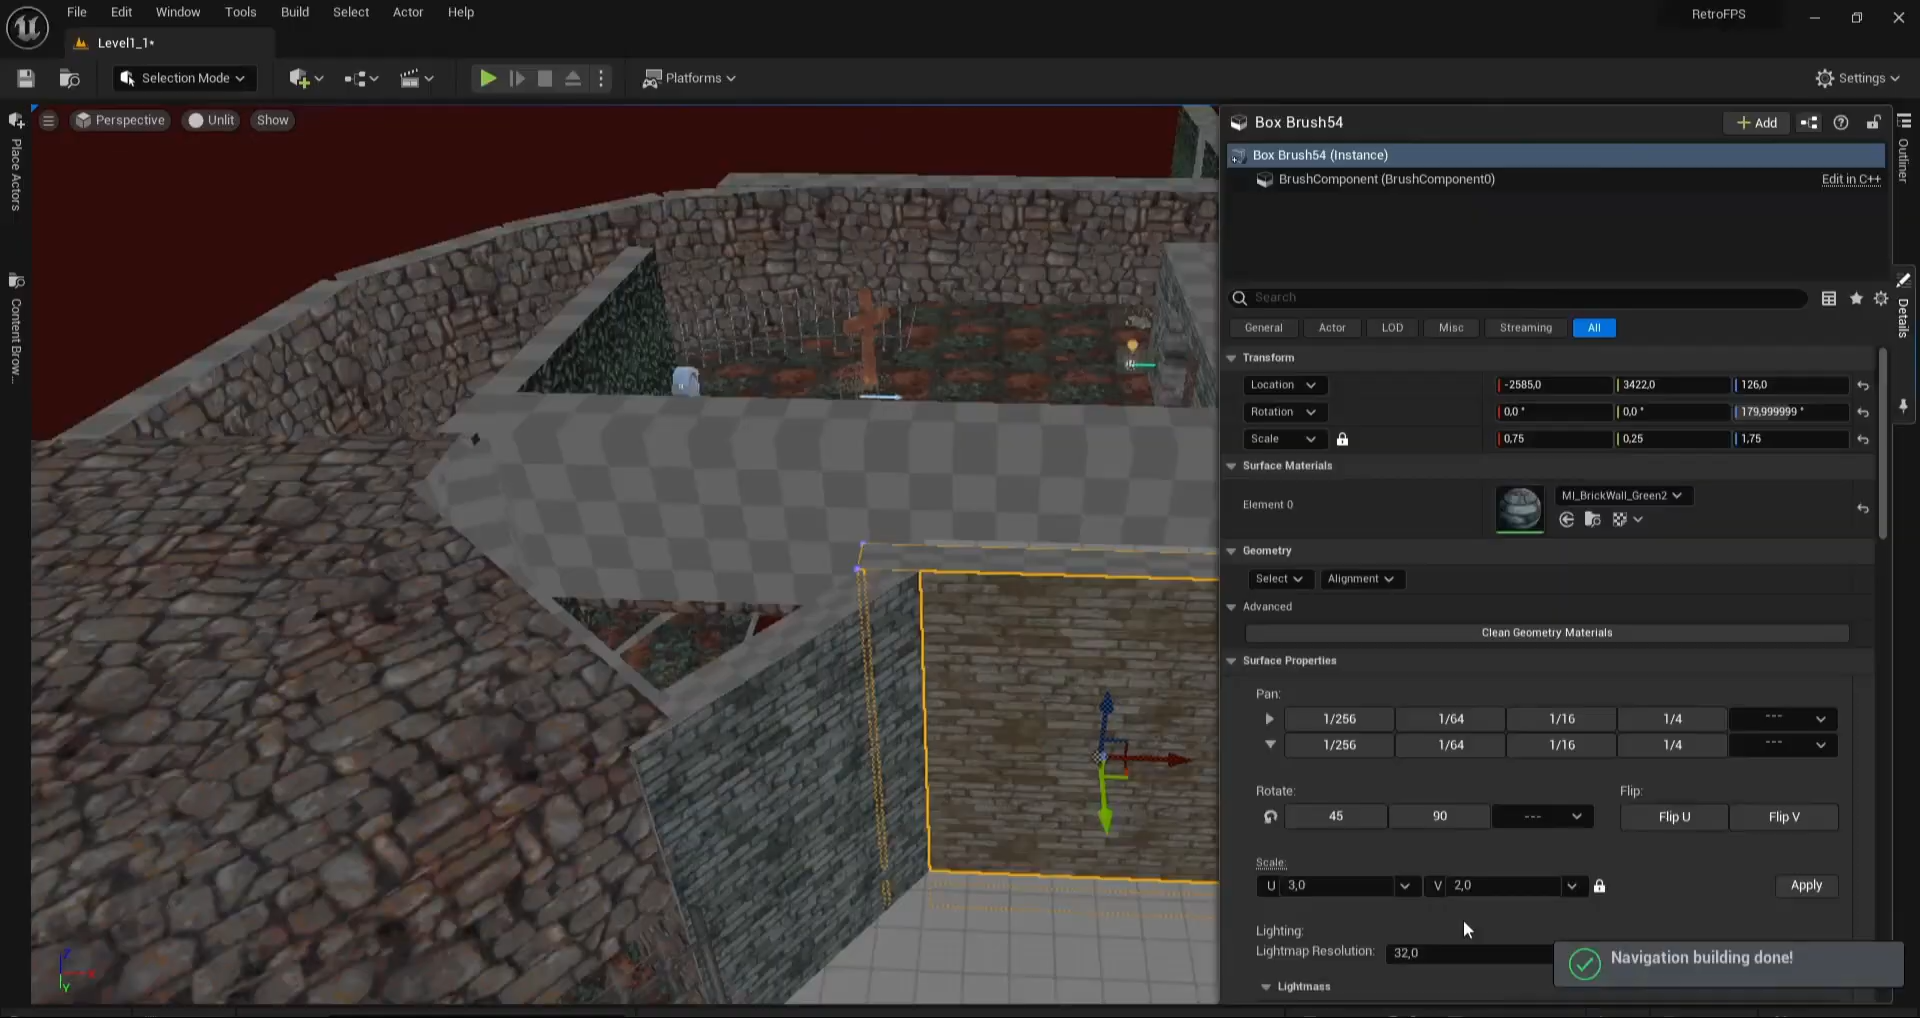 File Edit Window Tools Build Select Actor Help
RetroFPS
Level1_1*
Selection Mode
Platforms
Settings
Perspective
Unlit
Show
Place Actors
Content Brow...
Box Brush54
Add
Outliner
Box Brush54 (Instance)
BrushComponent (BrushComponent0)
Edit in C++
Search
Details
General Actor LOD Misc Streaming All
Transform
Location -2585,0 3422,0 126,0
Rotation 0,0 ° 0,0 ° 179,999999 °
Scale 0,75 0,25 1,75
Surface Materials
Element 0
MI_BrickWall_Green2
Geometry
Select Alignment
Advanced
Clean Geometry Materials
Surface Properties
Pan:
1/256 1/64 1/16 1/4 ---
1/256 1/64 1/16 1/4 ---
Rotate: Flip:
45 90 --- Flip U Flip V
Scale:
U 3,0 V 2,0 Apply
Lighting:
Lightmap Resolution: 32,0
Navigation building done!
Lightmass
Z
X
Y